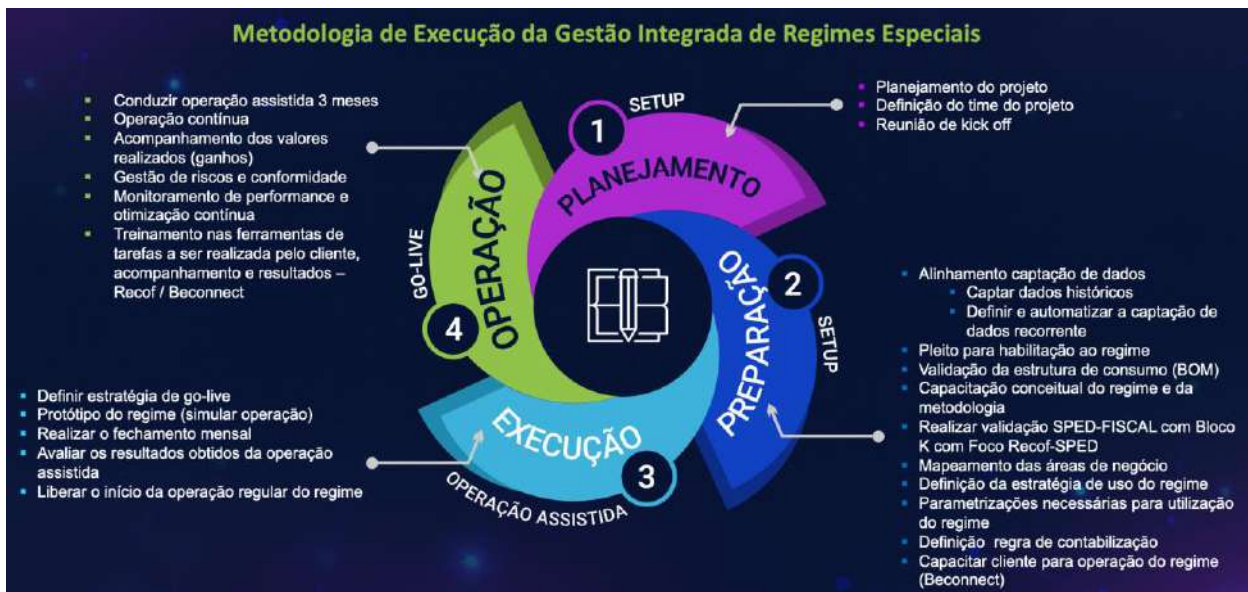 Metodologia de Execução da Gestão Integrada de Regimes Especiais
1
SETUP
PLANEJAMENTO
Planejamento do projeto
Definição do time do projeto
Reunião de kick off
2
SETUP
PREPARAÇÃO
Alinhamento captação de dados
Captar dados históricos
Definir e automatizar a captação de
dados recorrente
Pleito para habilitação ao regime
Validação da estrutura de consumo (BOM)
Capacitação conceitual do regime e da
metodologia
Realizar validação SPED-FISCAL com Bloco
K com Foco Recof-SPED
Mapeamento das áreas de negócio
Definição da estratégia de uso do regime
Parametrizações necessárias para utilização
do regime
Definição regra de contabilização
Capacitar cliente para operação do regime
(Beconnect)
3
OPERAÇÃO ASSISTIDA
EXECUÇÃO
Definir estratégia de go-live
Protótipo do regime (simular operação)
Realizar o fechamento mensal
Avaliar os resultados obtidos da operação
assistida
Liberar o início da operação regular do regime
4
GO-LIVE
OPERAÇÃO
Conduzir operação assistida 3 meses
Operação contínua
Acompanhamento dos valores
realizados (ganhos)
Gestão de riscos e conformidade
Monitoramento de performance e
otimização contínua
Treinamento nas ferramentas de
tarefas a ser realizada pelo cliente,
acompanhamento e resultados –
Recof / Beconnect